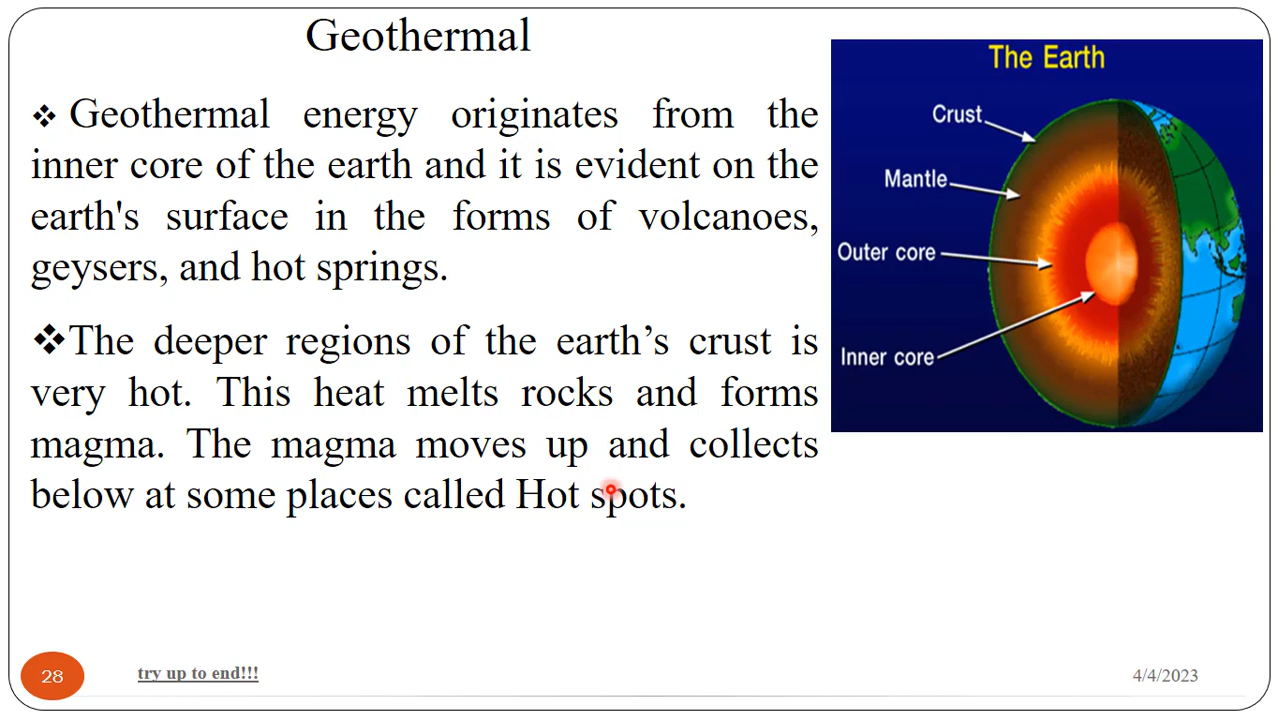 Geothermal
❖ Geothermal energy originates from the
inner core of the earth and it is evident on the
earth's surface in the forms of volcanoes,
geysers, and hot springs.
❖The deeper regions of the earth’s crust is
very hot. This heat melts rocks and forms
magma. The magma moves up and collects
below at some places called Hot spots.
The Earth
Crust
Mantle
Outer core
Inner core
28
try up to end!!!
4/4/2023